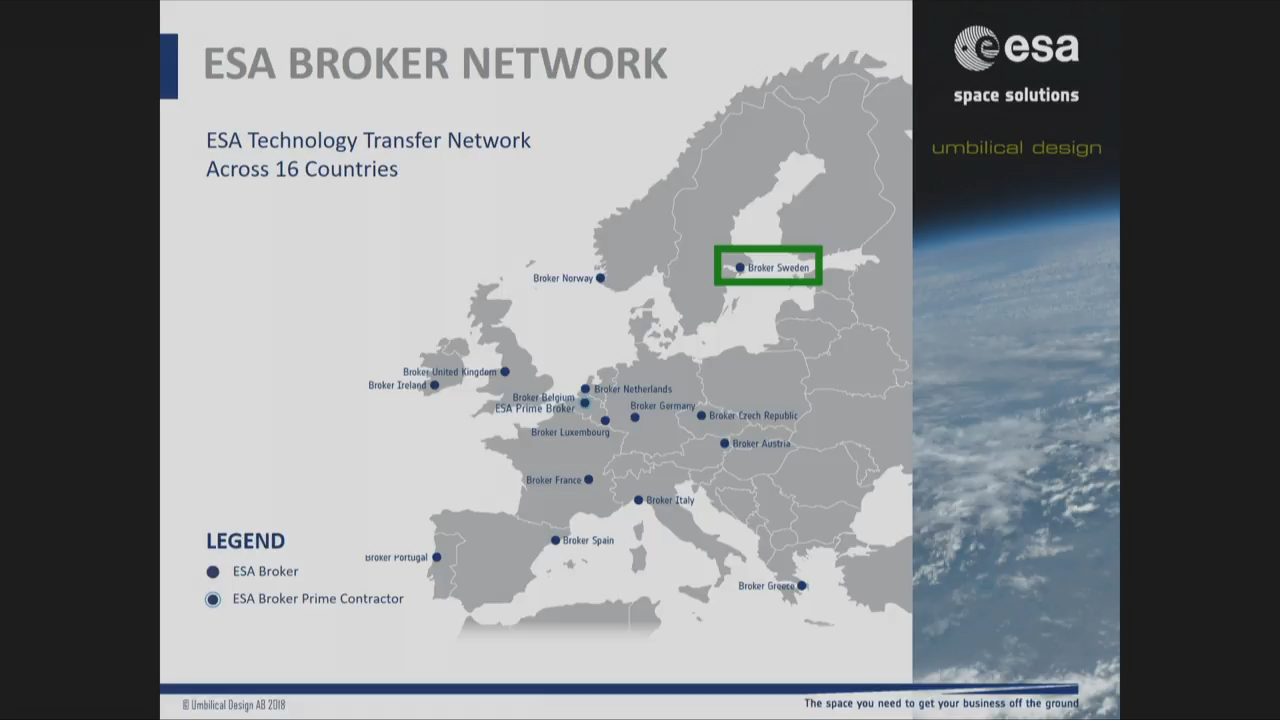 ESA BROKER NETWORK
esa
space solutions
umbilical design
ESA Technology Transfer Network
Across 16 Countries
Broker Sweden
Broker Norway
Broker United Kingdom
Broker Ireland
Broker Netherlands
Broker Belgium
ESA Prime Broker
Broker Germany
Broker Czech Republic
Broker Luxembourg
Broker Austria
Broker France
Broker Italy
Broker Spain
Broker Portugal
Broker Greece
LEGEND
ESA Broker
ESA Broker Prime Contractor
© Umbilical Design AB 2018
The space you need to get your business off the ground